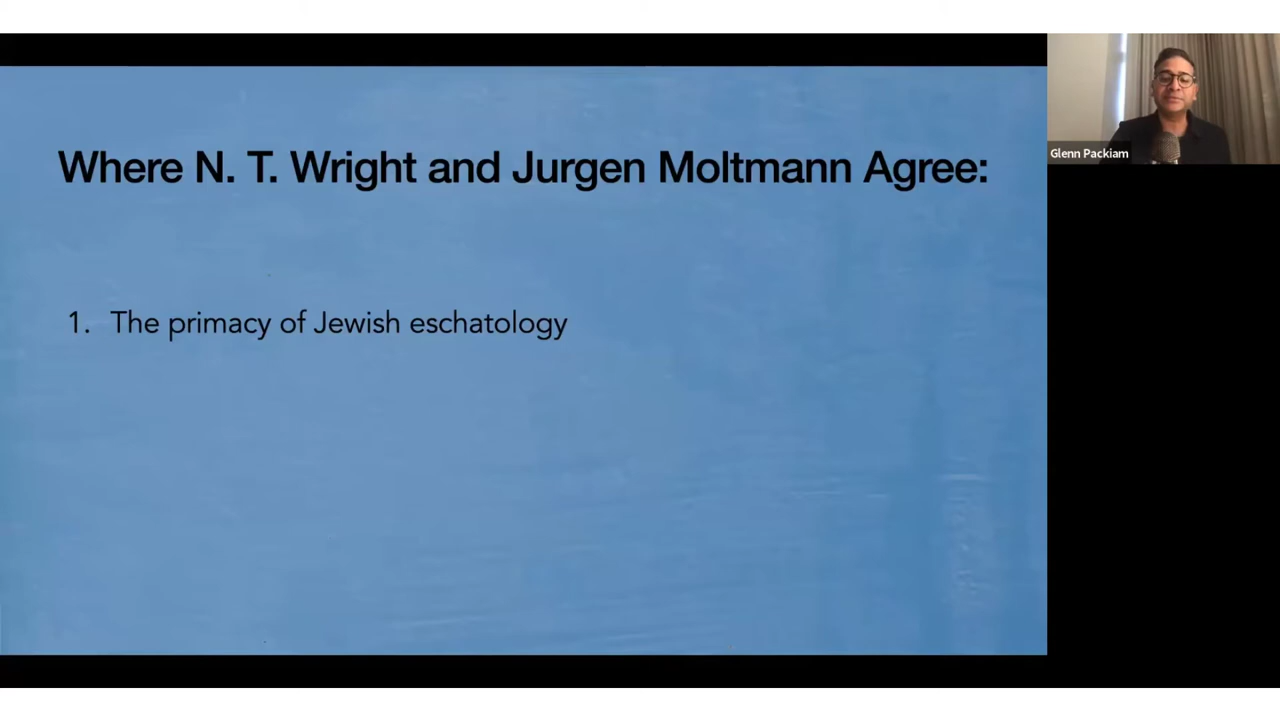 Where N. T. Wright and Jurgen Moltmann Agree:
1. The primacy of Jewish eschatology
Glenn Packiam